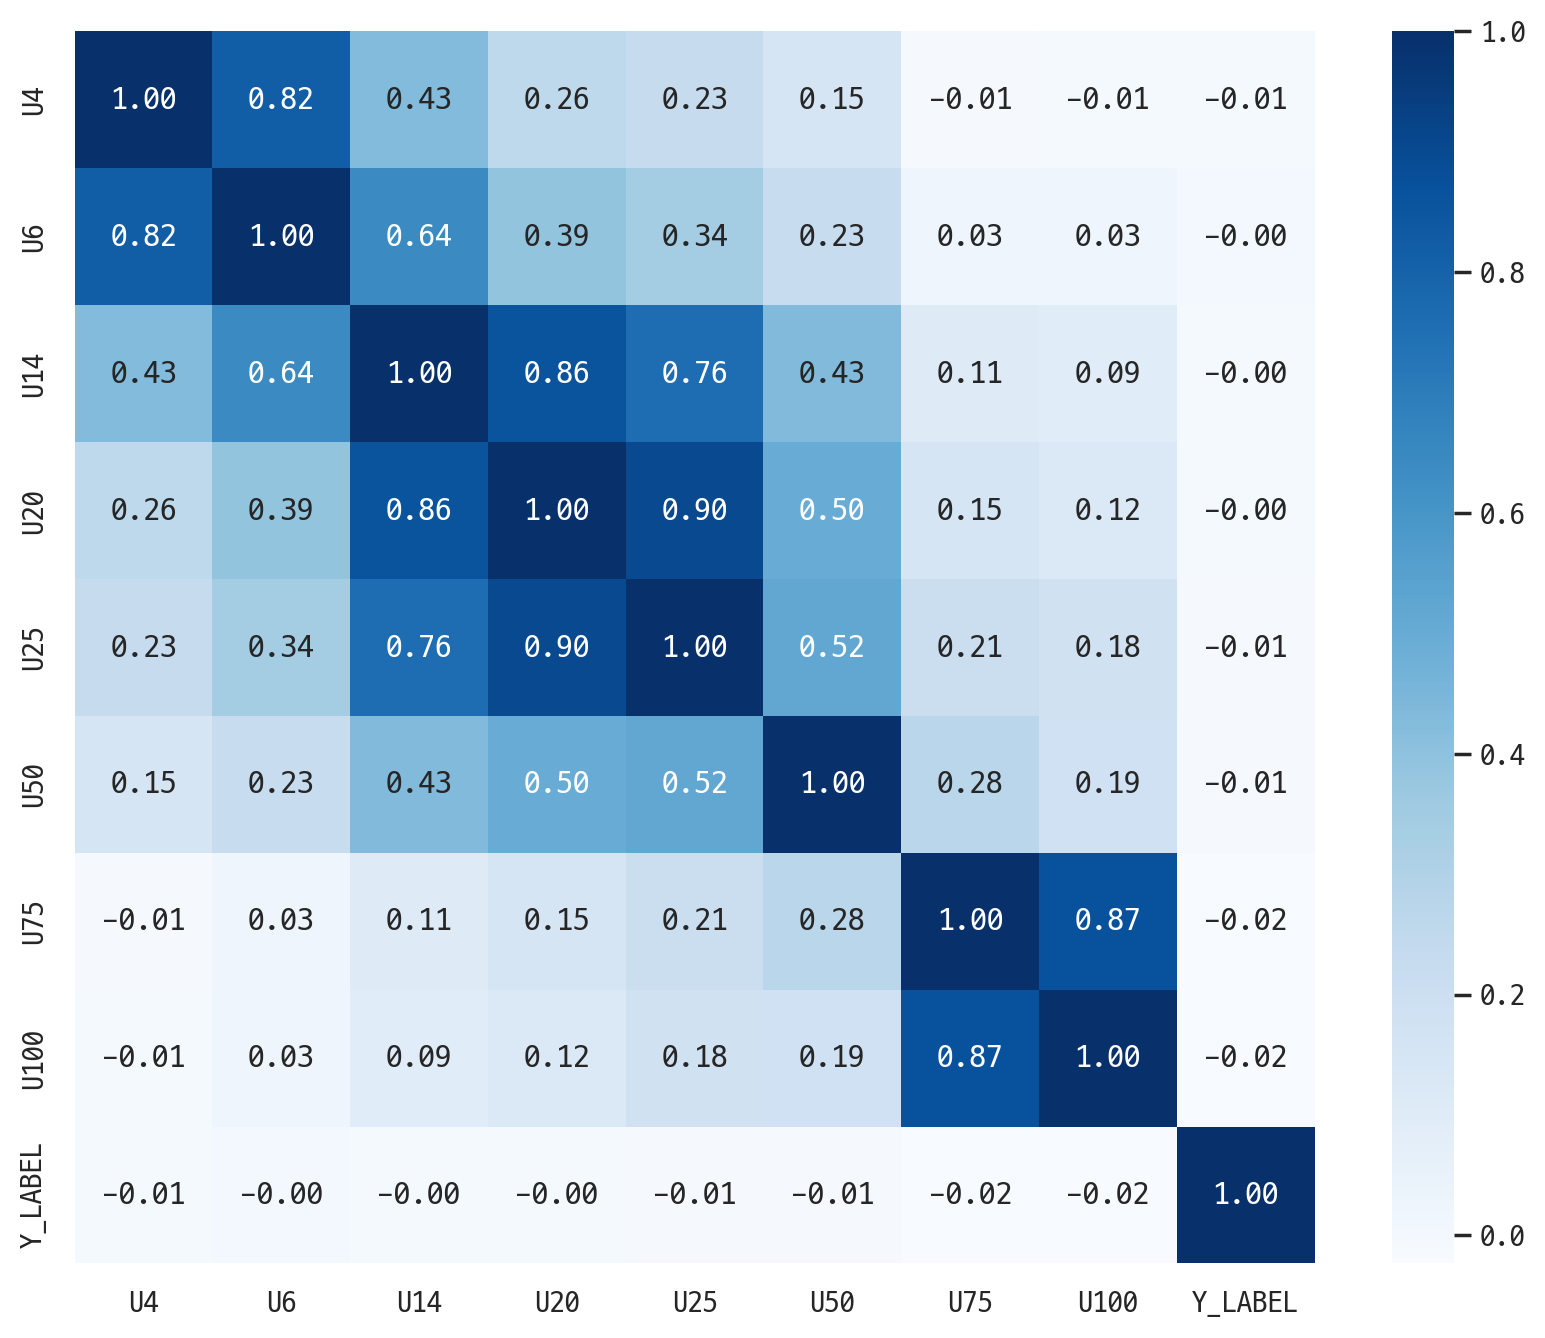 U4 1.00 0.82 0.43 0.26 0.23 0.15 −0.01 −0.01 −0.01
U6 0.82 1.00 0.64 0.39 0.34 0.23 0.03 0.03 −0.00
U14 0.43 0.64 1.00 0.86 0.76 0.43 0.11 0.09 −0.00
U20 0.26 0.39 0.86 1.00 0.90 0.50 0.15 0.12 −0.00
U25 0.23 0.34 0.76 0.90 1.00 0.52 0.21 0.18 −0.01
U50 0.15 0.23 0.43 0.50 0.52 1.00 0.28 0.19 −0.01
U75 −0.01 0.03 0.11 0.15 0.21 0.28 1.00 0.87 −0.02
U100 −0.01 0.03 0.09 0.12 0.18 0.19 0.87 1.00 −0.02
Y_LABEL −0.01 −0.00 −0.00 −0.00 −0.01 −0.01 −0.02 −0.02 1.00
U4 U6 U14 U20 U25 U50 U75 U100 Y_LABEL
1.0
0.8
0.6
0.4
0.2
0.0